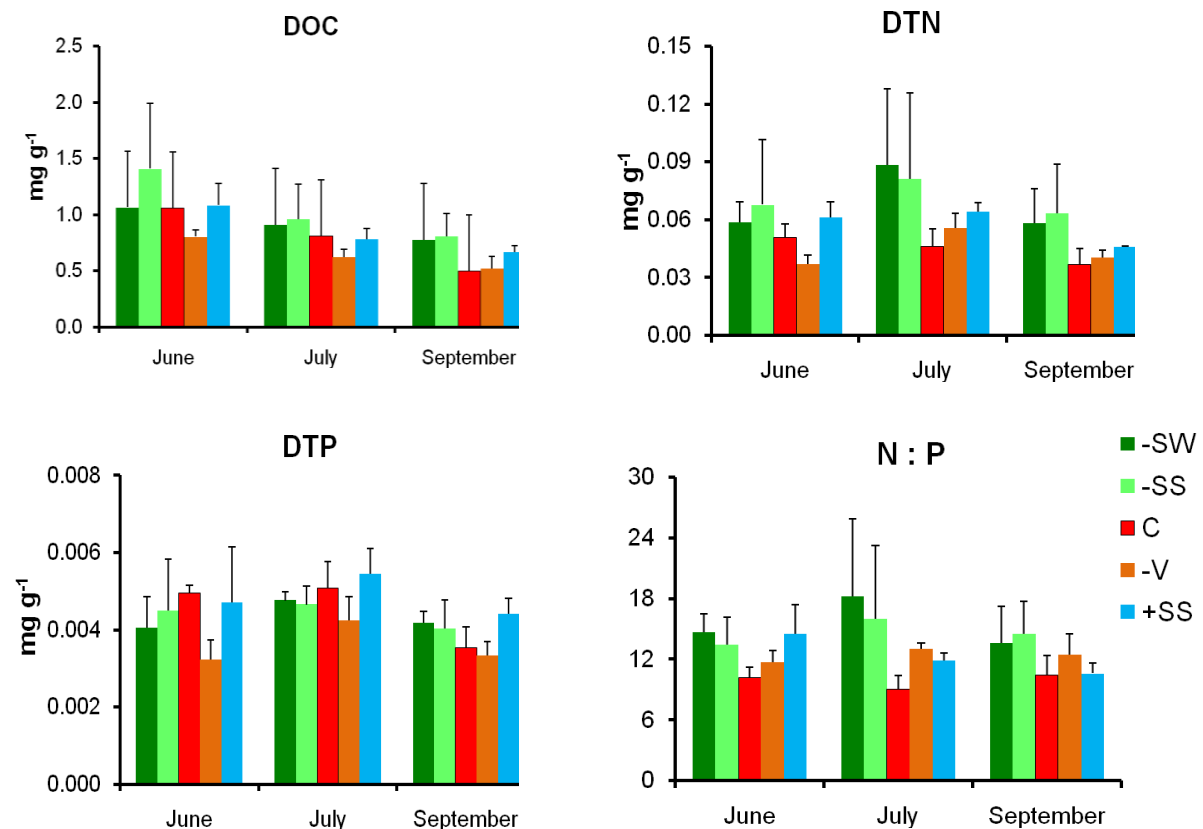 DOC
2.5
2.0
1.5
1.0
0.5
0.0
mg g-1
June July September
DTN
0.15
0.12
0.09
0.06
0.03
0.00
mg g-1
June July September
DTP
0.008
0.006
0.004
0.002
0.000
mg g-1
June July September
N : P
30
24
18
12
6
0
June July September
-SW
-SS
C
-V
+SS